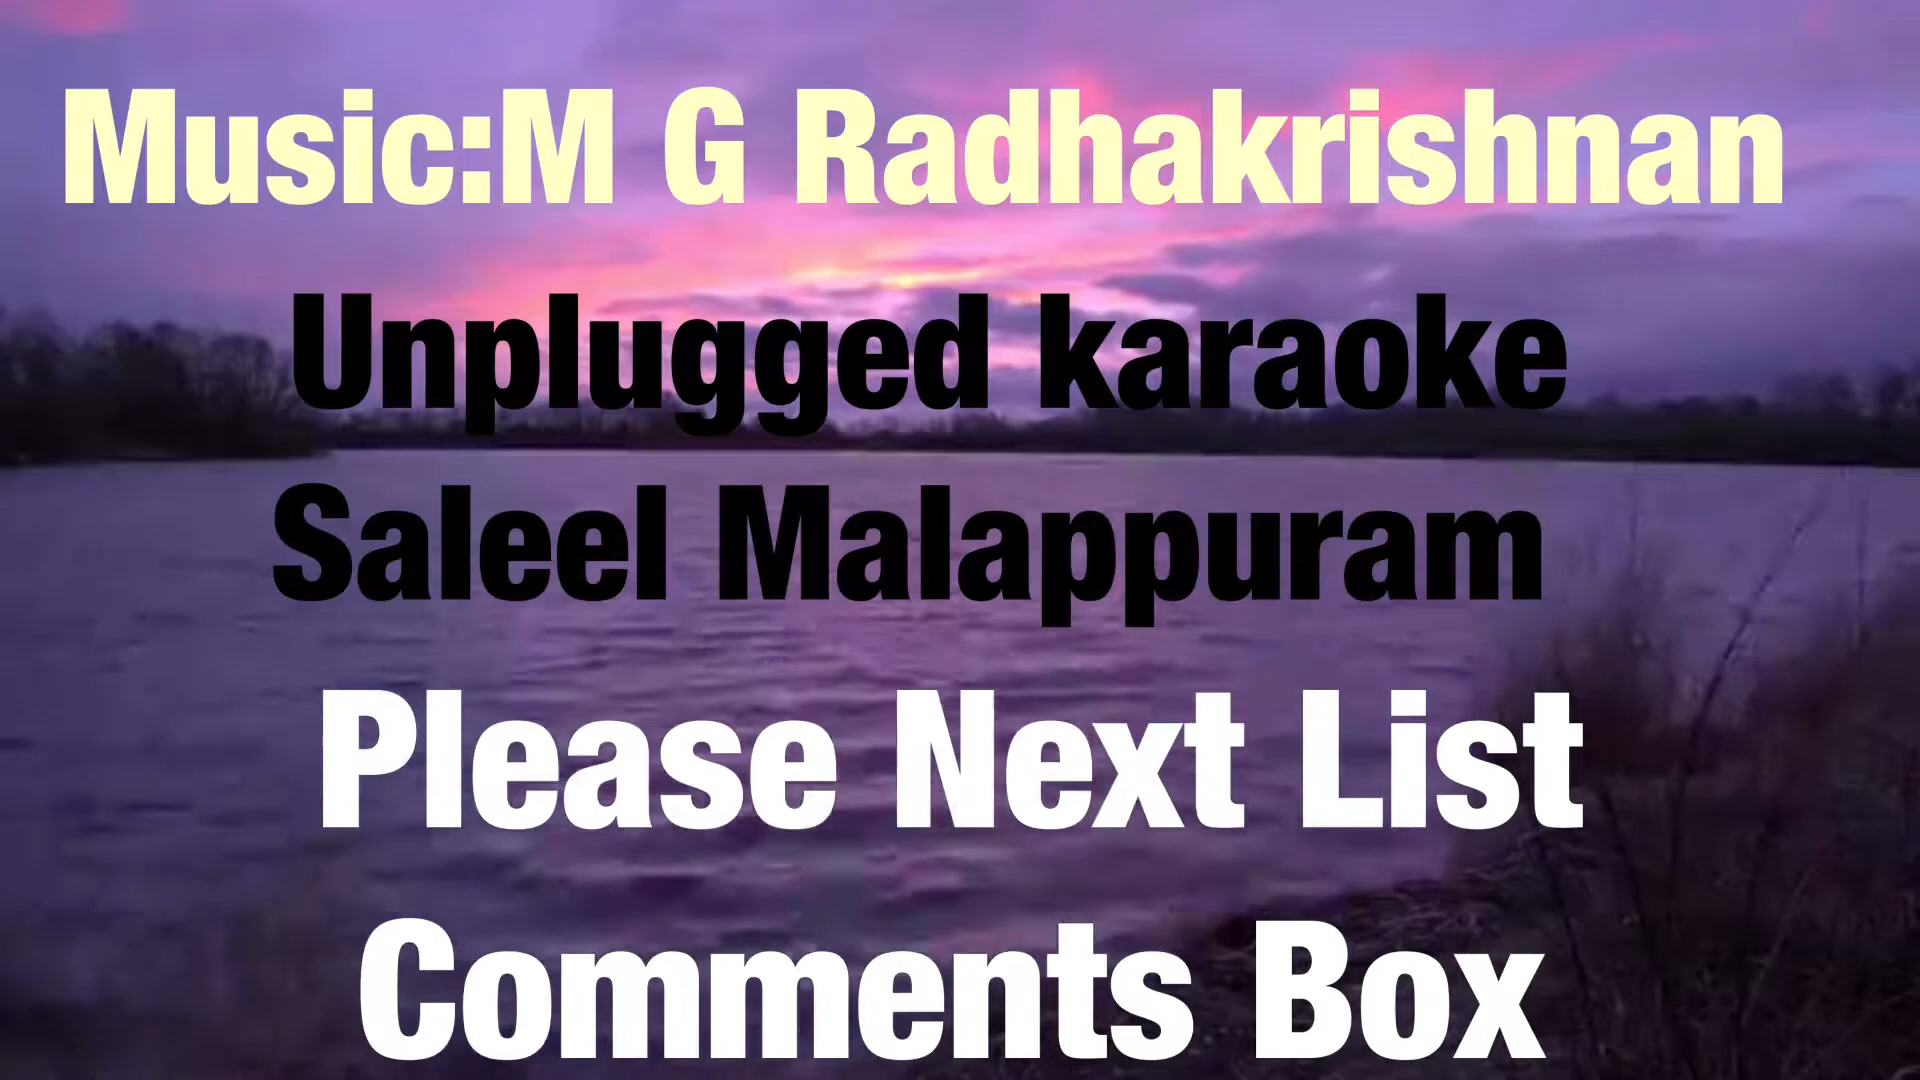 Music:M G Radhakrishnan
Unplugged karaoke
Saleel Malappuram
Please Next List
Comments Box